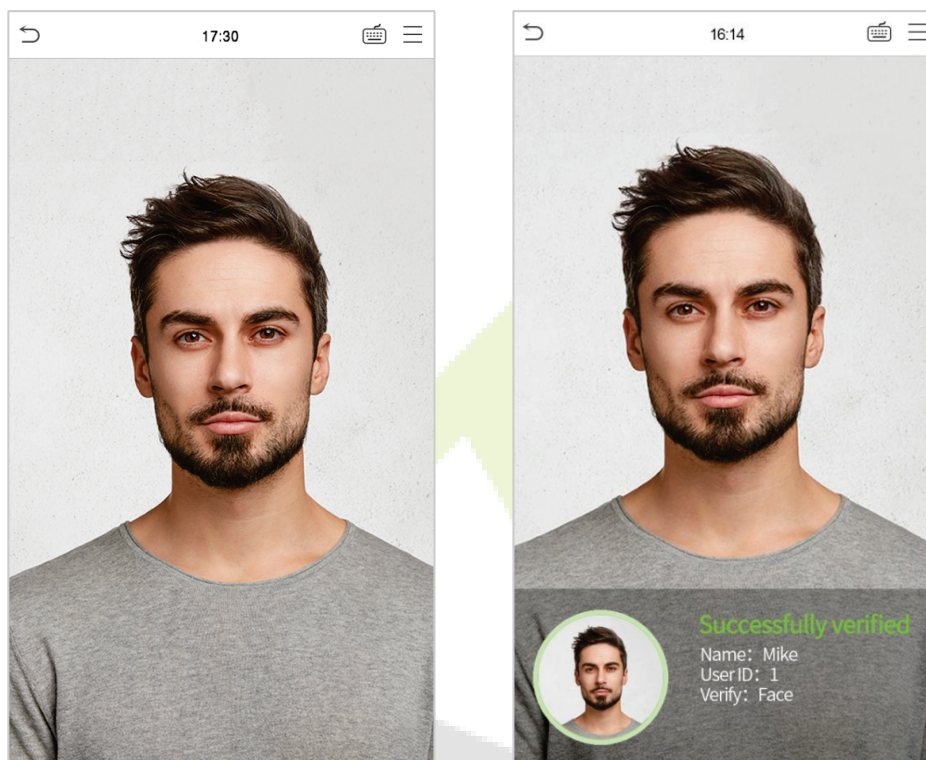 17:30
16:14
Successfully verified
Name: Mike
User ID: 1
Verify: Face